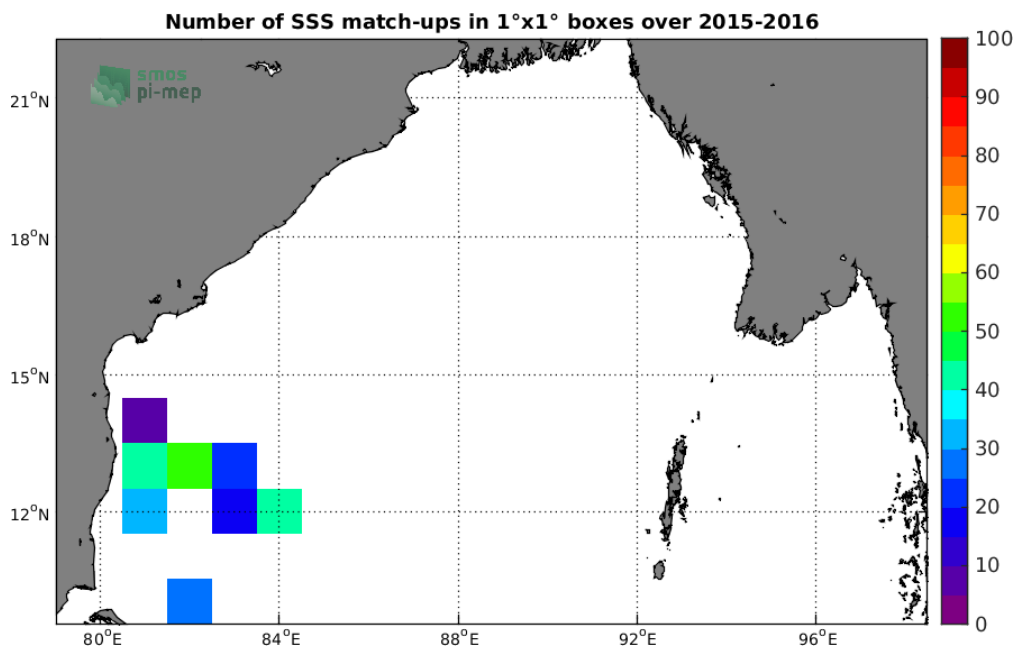 Number of SSS match-ups in 1°x1° boxes over 2015-2016
smos
pi-mep
21°N
18°N
15°N
12°N
80°E
84°E
88°E
92°E
96°E
100
90
80
70
60
50
40
30
20
10
0